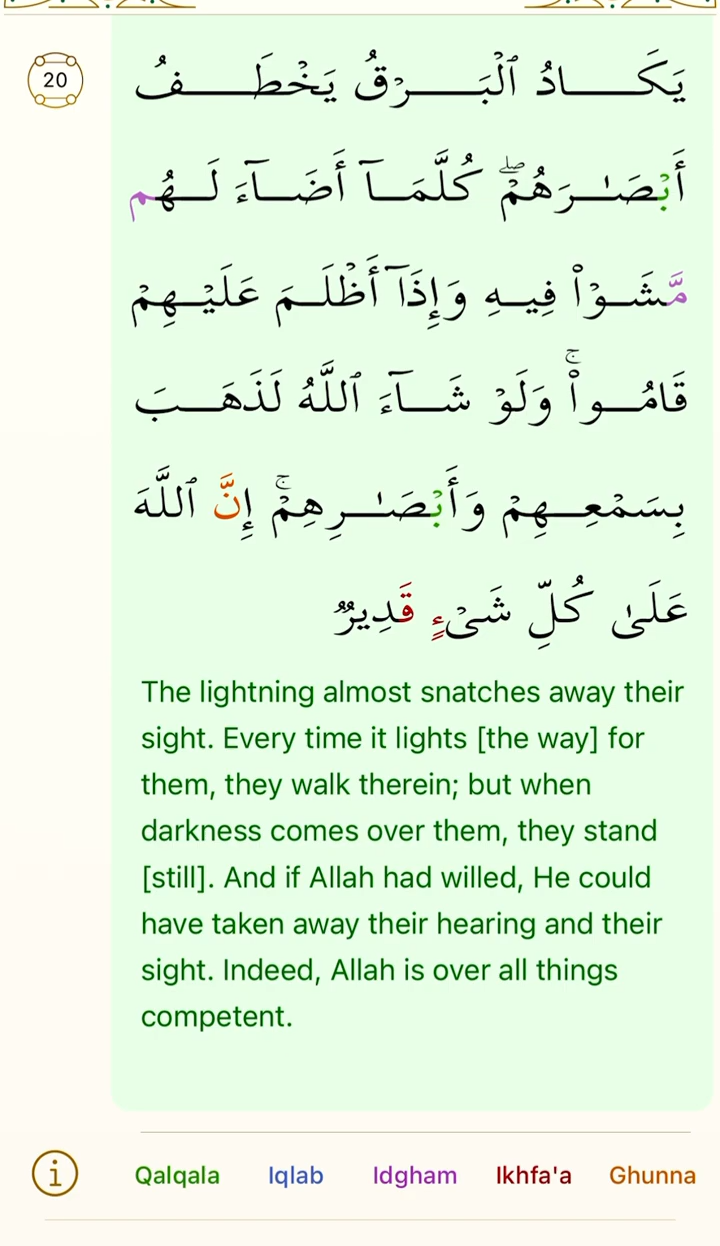 20
يَكَادُ ٱلْبَرْقُ يَخْطَفُ
أَبْصَـٰرَهُمْ ۖ كُلَّمَآ أَضَآءَ لَهُم
مَّشَوْا۟ فِيهِ وَإِذَآ أَظْلَمَ عَلَيْهِمْ
قَامُوا۟ ۚ وَلَوْ شَآءَ ٱللَّهُ لَذَهَبَ
بِسَمْعِهِمْ وَأَبْصَـٰرِهِمْ ۚ إِنَّ ٱللَّهَ
عَلَىٰ كُلِّ شَىْءٍ قَدِيرٌ
The lightning almost snatches away their
sight. Every time it lights [the way] for
them, they walk therein; but when
darkness comes over them, they stand
[still]. And if Allah had willed, He could
have taken away their hearing and their
sight. Indeed, Allah is over all things
competent.
i Qalqala Iqlab Idgham Ikhfa'a Ghunna